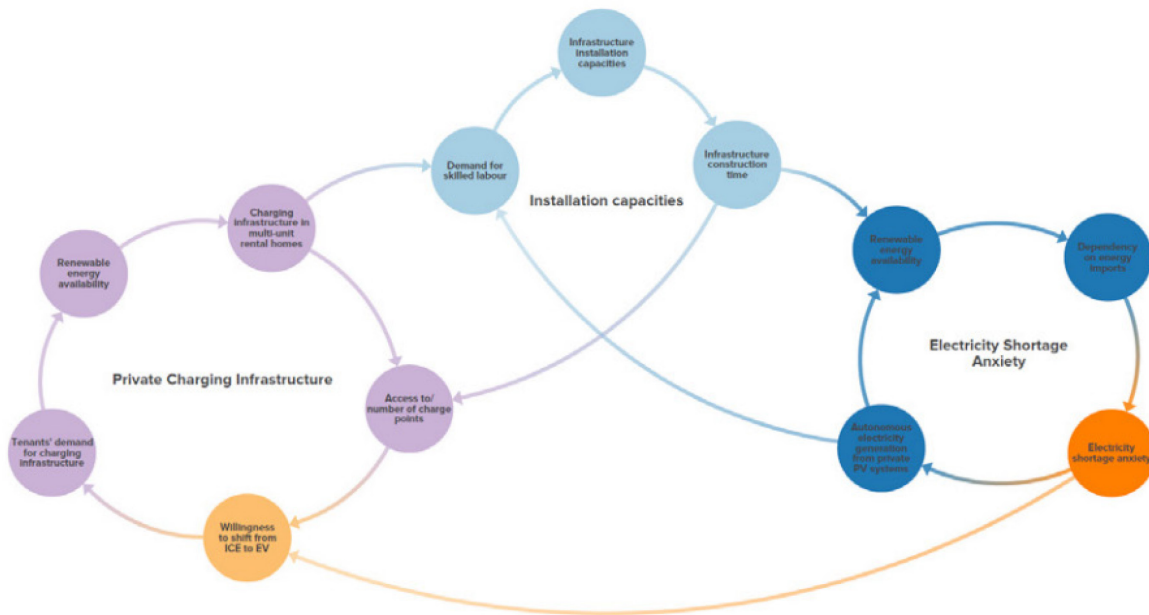 Infrastructure
installation
capacities
Demand for
skilled labour
Infrastructure
construction
time
Installation capacities
Charging
infrastructure in
multi-unit
rental homes
Renewable
energy
availability
Private Charging Infrastructure
Access to/
number of charge
points
Tenants' demand
for charging
infrastructure
Willingness
to shift from
ICE to EV
Renewable
energy
availability
Dependency
on energy
imports
Electricity Shortage
Anxiety
Autonomous
electricity
generation
from private
PV systems
Electricity
shortage anxiety